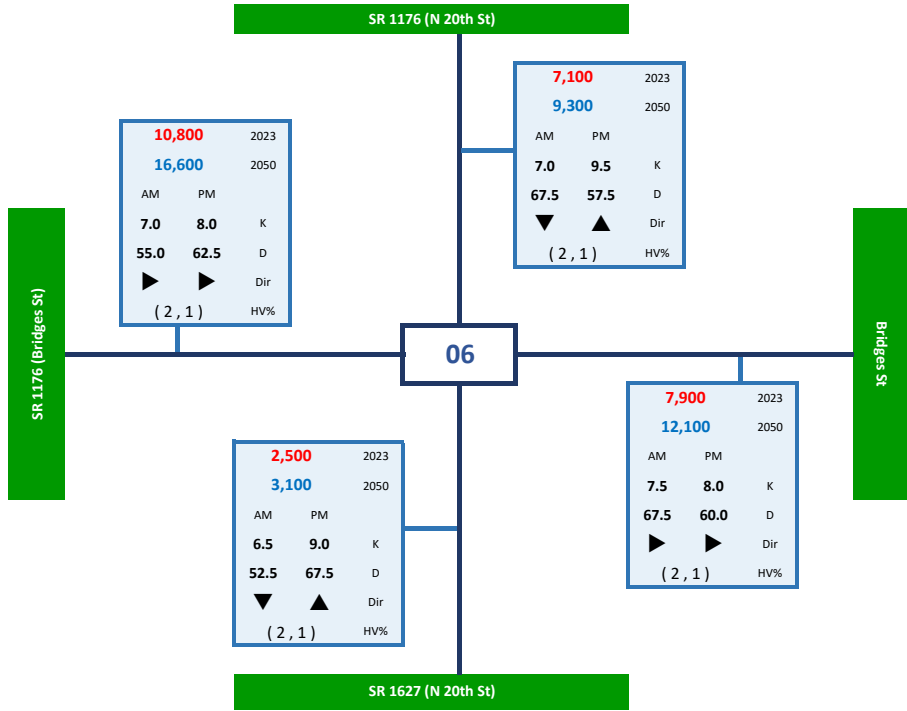 SR 1176 (N 20th St)
7,100 2023
9,300 2050
AM PM
7.0 9.5 K
67.5 57.5 D
▼ ▲ Dir
( 2 , 1 ) HV%
10,800 2023
16,600 2050
AM PM
7.0 8.0 K
55.0 62.5 D
▶ ▶ Dir
( 2 , 1 ) HV%
SR 1176 (Bridges St)
06
Bridges St
7,900 2023
12,100 2050
AM PM
7.5 8.0 K
67.5 60.0 D
▶ ▶ Dir
( 2 , 1 ) HV%
2,500 2023
3,100 2050
AM PM
6.5 9.0 K
52.5 67.5 D
▼ ▲ Dir
( 2 , 1 ) HV%
SR 1627 (N 20th St)